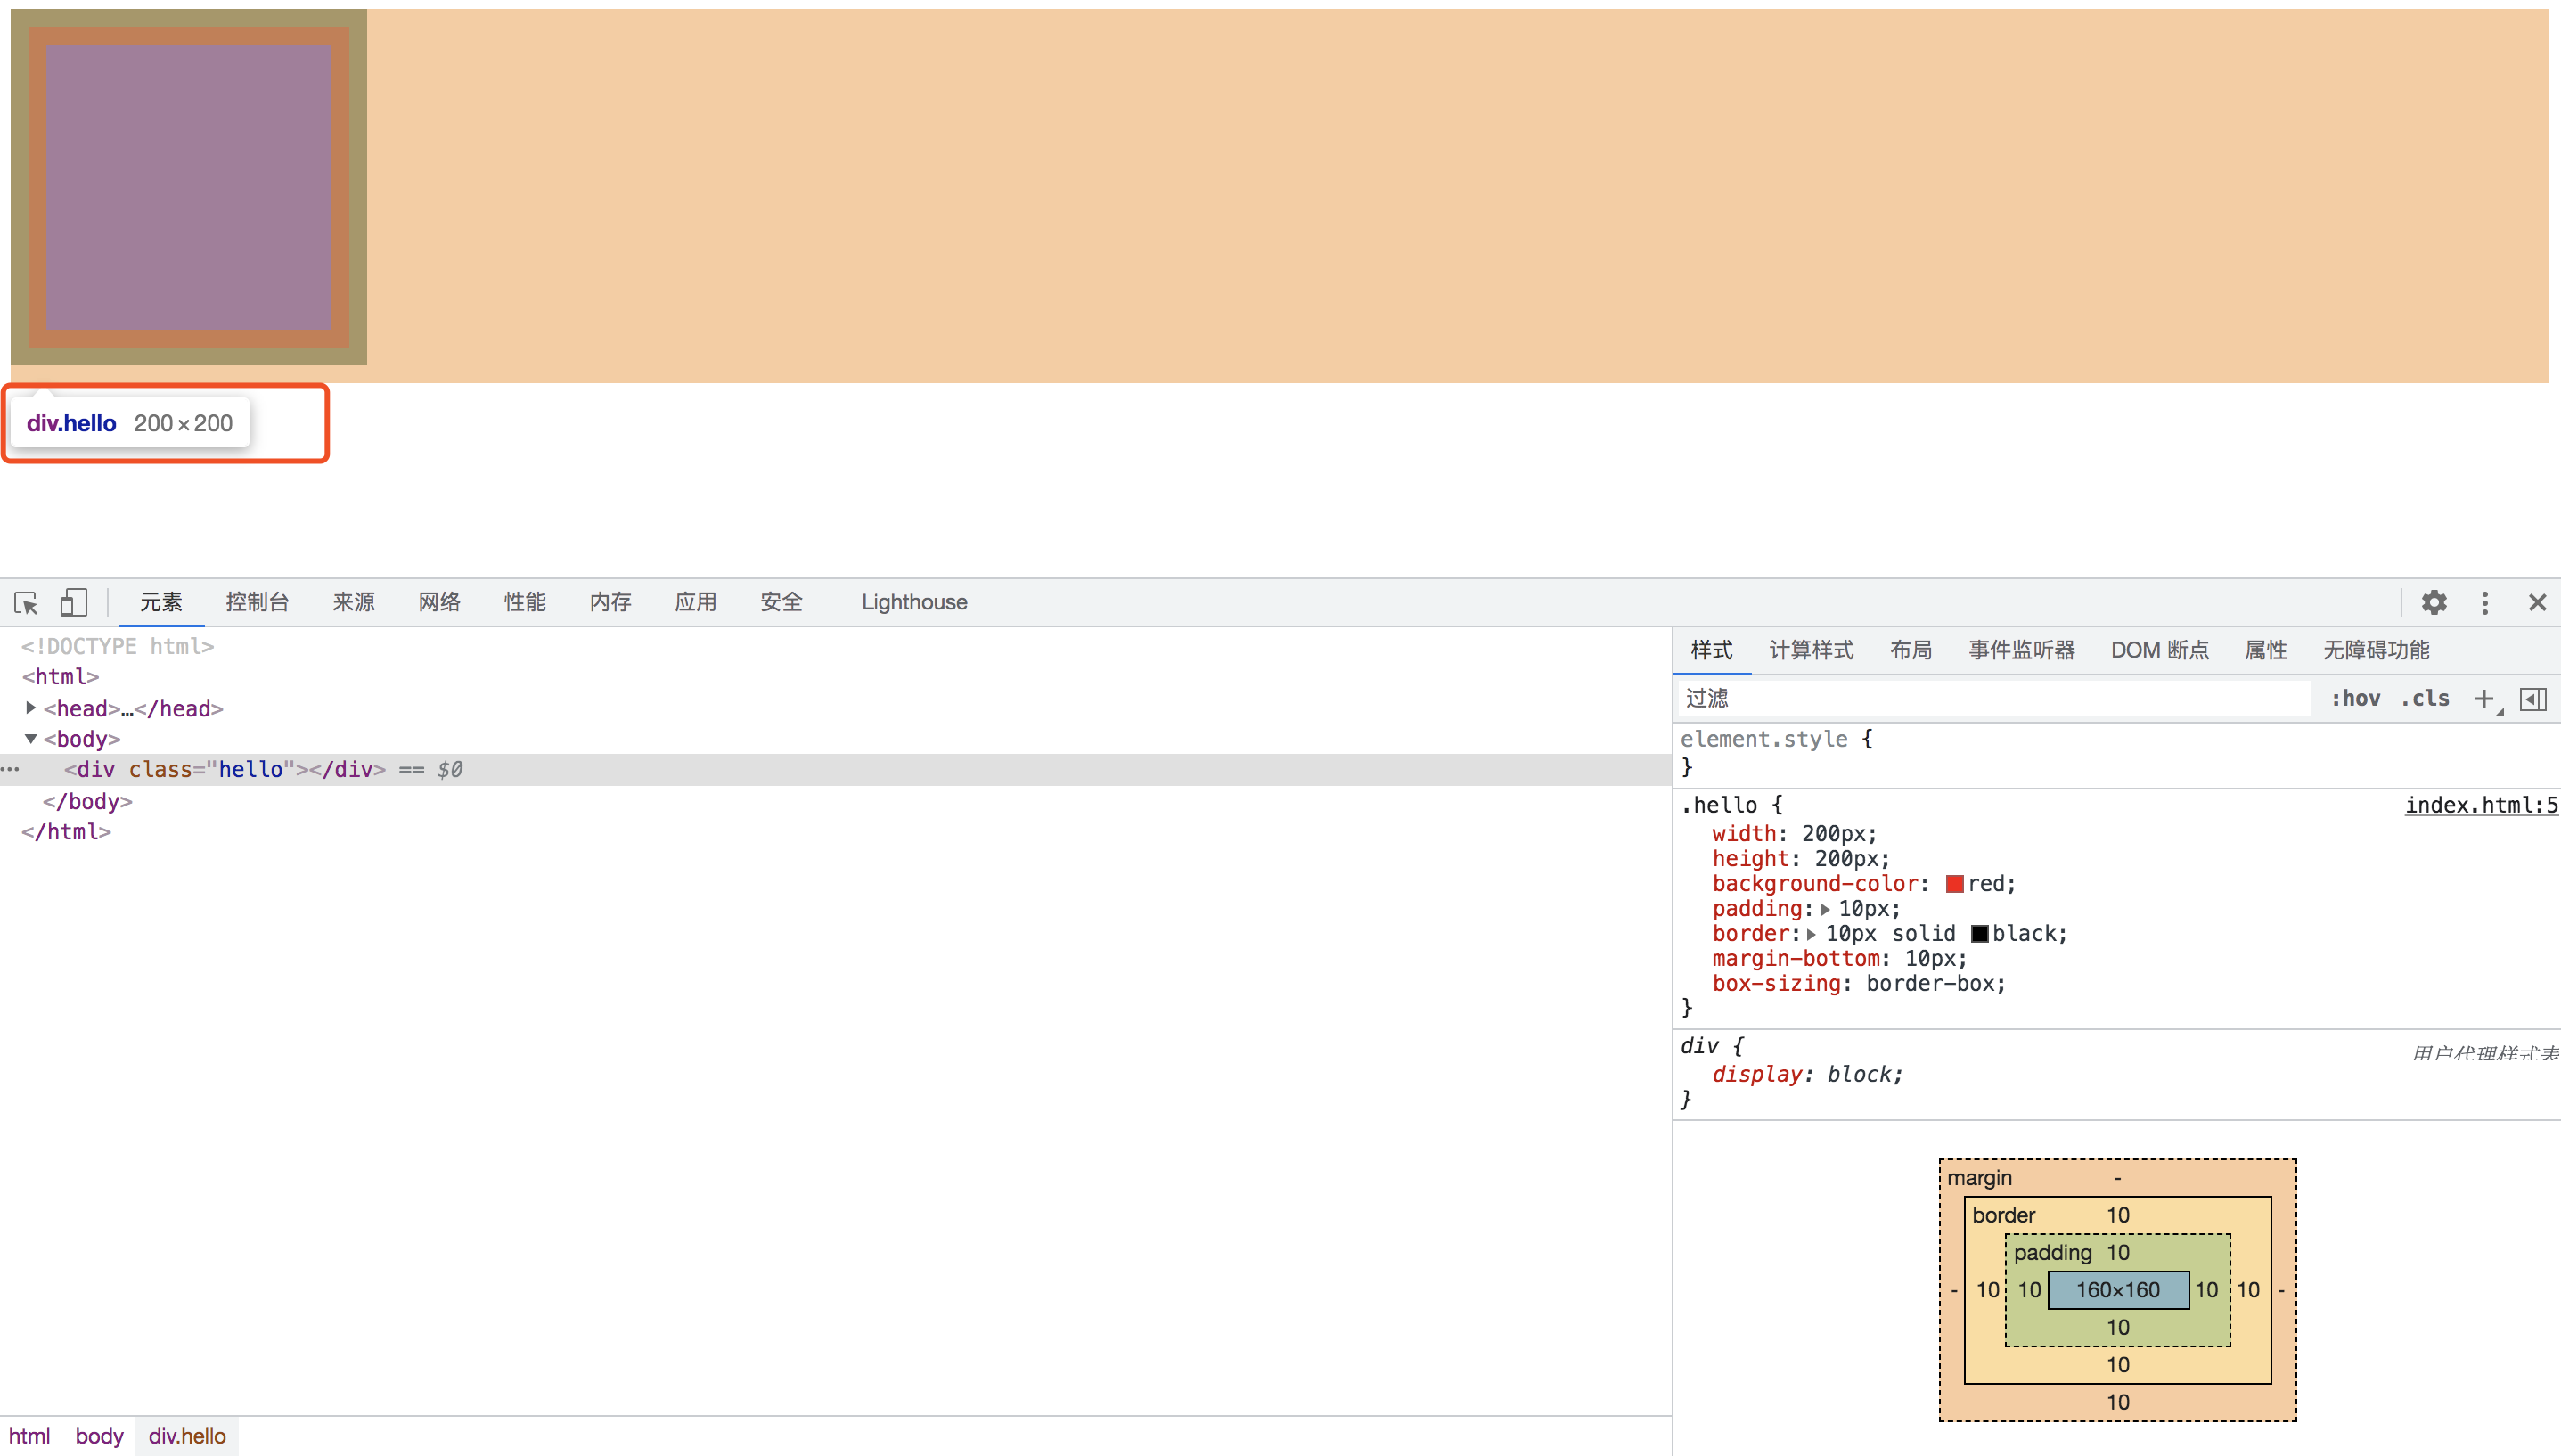 div.hello 200×200
元素 控制台 来源 网络 性能 内存 应用 安全 Lighthouse
<!DOCTYPE html>
<html>
<head>…</head>
<body>
<div class="hello"></div> == $0
</body>
</html>
html body div.hello
样式 计算样式 布局 事件监听器 DOM 断点 属性 无障碍功能
过滤 :hov .cls +
element.style {
}
.hello { index.html:5
width: 200px;
height: 200px;
background-color: red;
padding: 10px;
border: 10px solid black;
margin-bottom: 10px;
box-sizing: border-box;
}
div { 用户代理样式表
display: block;
}
margin -
border 10
padding 10
- 10 10 160×160 10 10 -
10
10
10